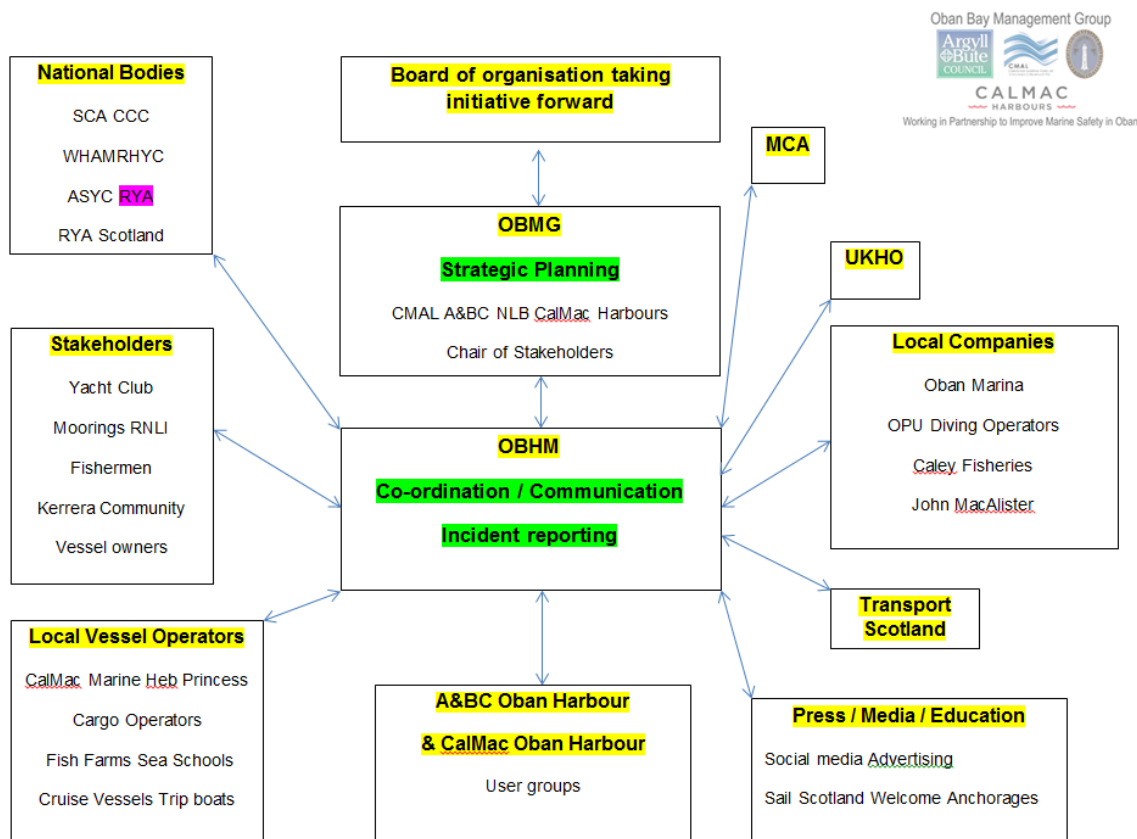 Oban Bay Management Group
Argyll
Bute
COUNCIL
CMAL
CALMAC
HARBOURS
Working in Partnership to Improve Marine Safety in Oban
National Bodies
SCA CCC
WHAMRHYC
ASYC RYA
RYA Scotland
Board of organisation taking
initiative forward
MCA
OBMG
Strategic Planning
CMAL A&BC NLB CalMac Harbours
Chair of Stakeholders
UKHO
Stakeholders
Yacht Club
Moorings RNLI
Fishermen
Kerrera Community
Vessel owners
Local Companies
Oban Marina
OPU Diving Operators
Caley Fisheries
John MacAlister
OBHM
Co-ordination / Communication
Incident reporting
Transport
Scotland
Local Vessel Operators
CalMac Marine Heb Princess
Cargo Operators
Fish Farms Sea Schools
Cruise Vessels Trip boats
A&BC Oban Harbour
& CalMac Oban Harbour
User groups
Press / Media / Education
Social media Advertising
Sail Scotland Welcome Anchorages